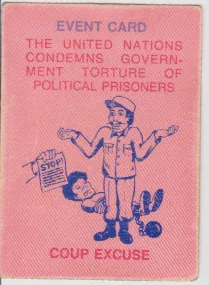 EVENT CARD
THE UNITED NATIONS
CONDEMNS GOVERN-
MENT TORTURE OF
POLITICAL PRISONERS
STOP!
COUP EXCUSE